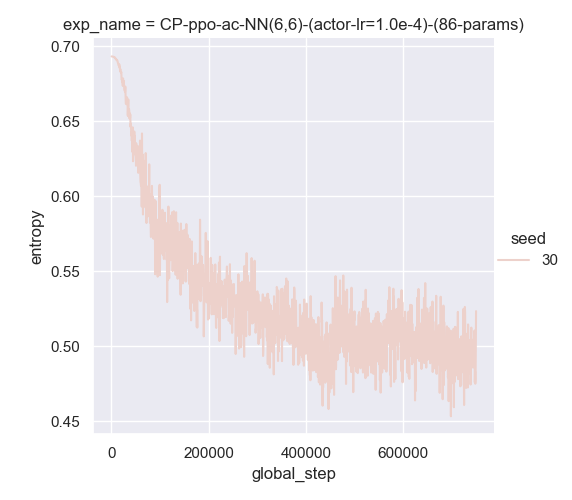 exp_name = CP-ppo-ac-NN(6,6)-(actor-lr=1.0e-4)-(86-params)
0.70
0.65
0.60
0.55
0.50
0.45
entropy
0
200000
400000
600000
global_step
seed
30